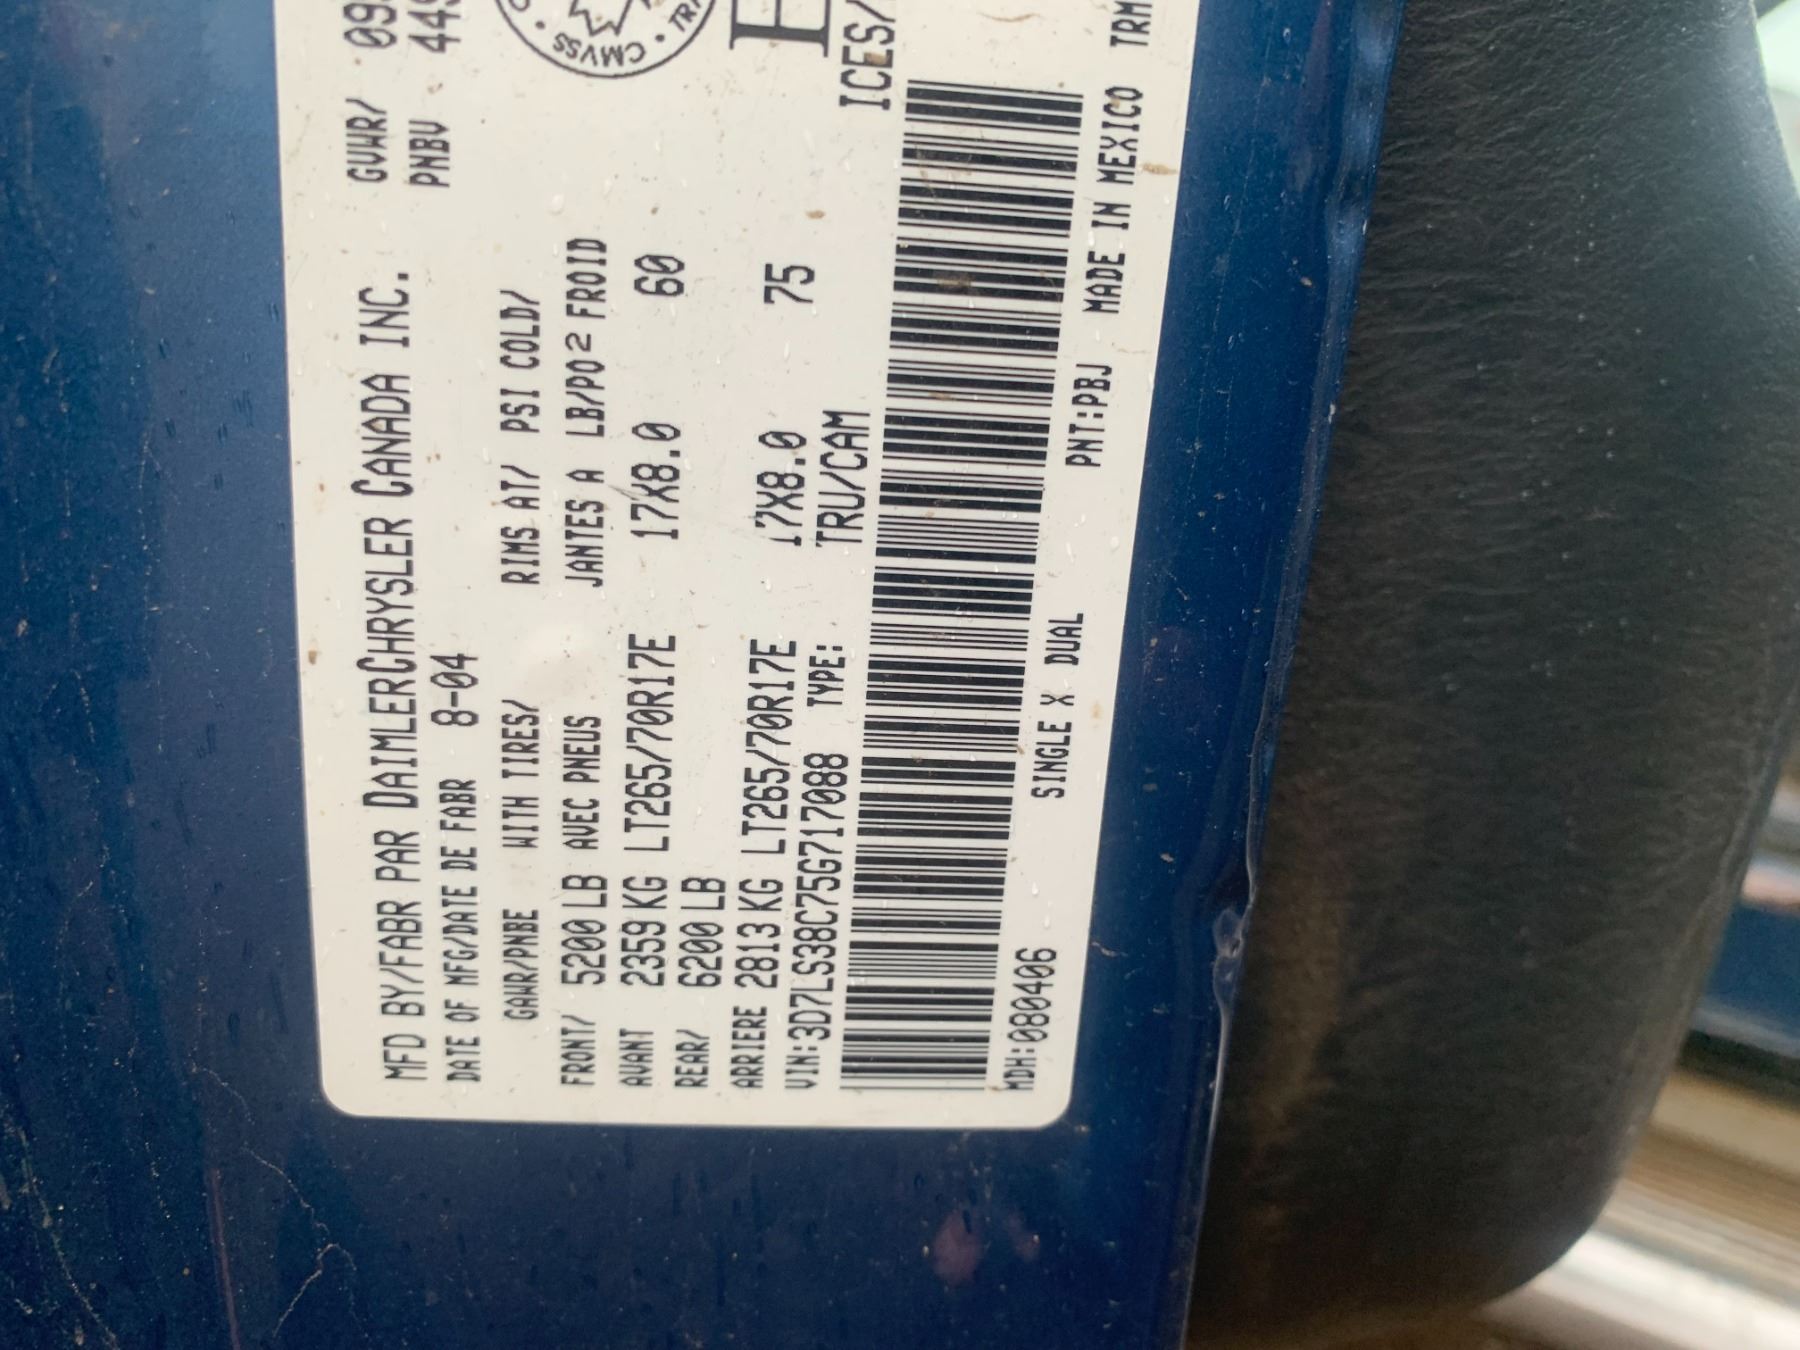 MFD BY/FABR PAR DAIMLERCHRYSLER CANADA INC.
DATE OF MFG/DATE DE FABR 8-04
GVWR/
PNBV
GAWR/PNBE WITH TIRES/ RIMS AT/ PSI COLD/
FRONT/ 5200 LB AVEC PNEUS JANTES A LB/PO2 FROID
AVANT 2359 KG LT265/70R17E 17X8.0 60
REAR/ 6200 LB
ARRIERE 2813 KG LT265/70R17E 17X8.0 75
VIN:3D7LS38C75G717088 TYPE: TRU/CAM
CMVSS
ICES/
MDH:080406 SINGLE X DUAL PNT:PBJ MADE IN MEXICO TRM